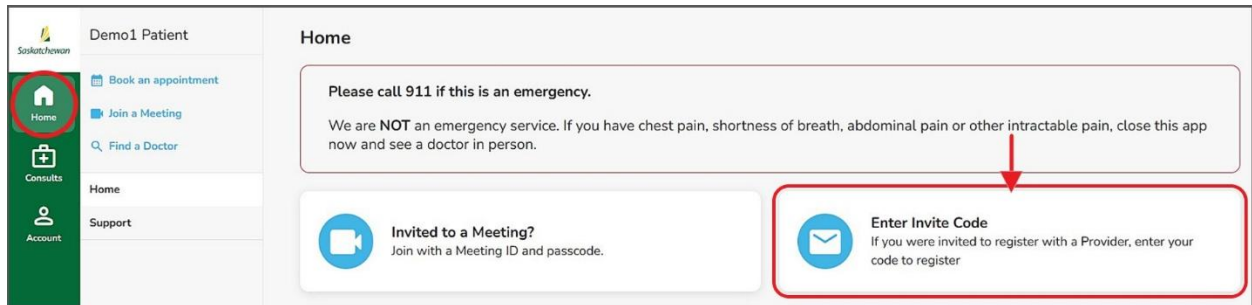 Saskatchewan
Home
Consults
Account
Demo1 Patient
Book an appointment
Join a Meeting
Find a Doctor
Home
Support
Home
Please call 911 if this is an emergency.
We are NOT an emergency service. If you have chest pain, shortness of breath, abdominal pain or other intractable pain, close this app
now and see a doctor in person.
Invited to a Meeting?
Join with a Meeting ID and passcode.
Enter Invite Code
If you were invited to register with a Provider, enter your
code to register